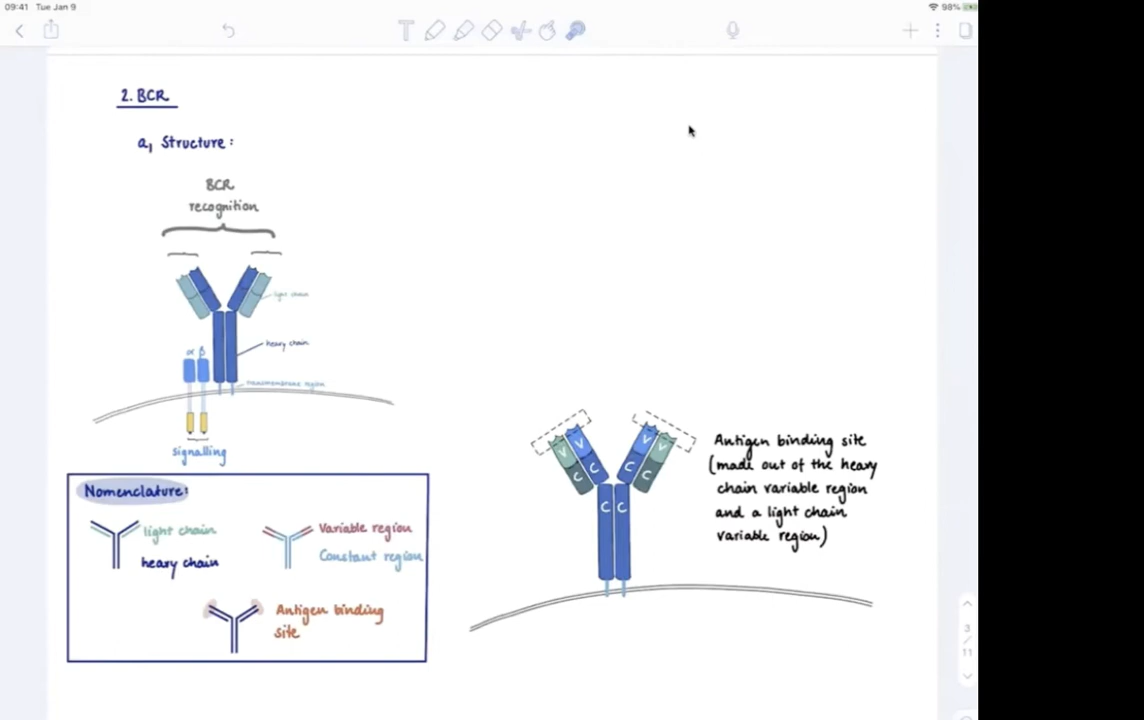 09:41 Tue Jan 9
98%
T
2. BCR
a, Structure:
BCR
recognition
light chain
heavy chain
α β
transmembrane region
signalling
Nomenclature:
light chain
heavy chain
Variable region
Constant region
Antigen binding
site
V V V V
C C C C
C C
Antigen binding site
(made out of the heavy
chain variable region
and a light chain
variable region)
3
/
11